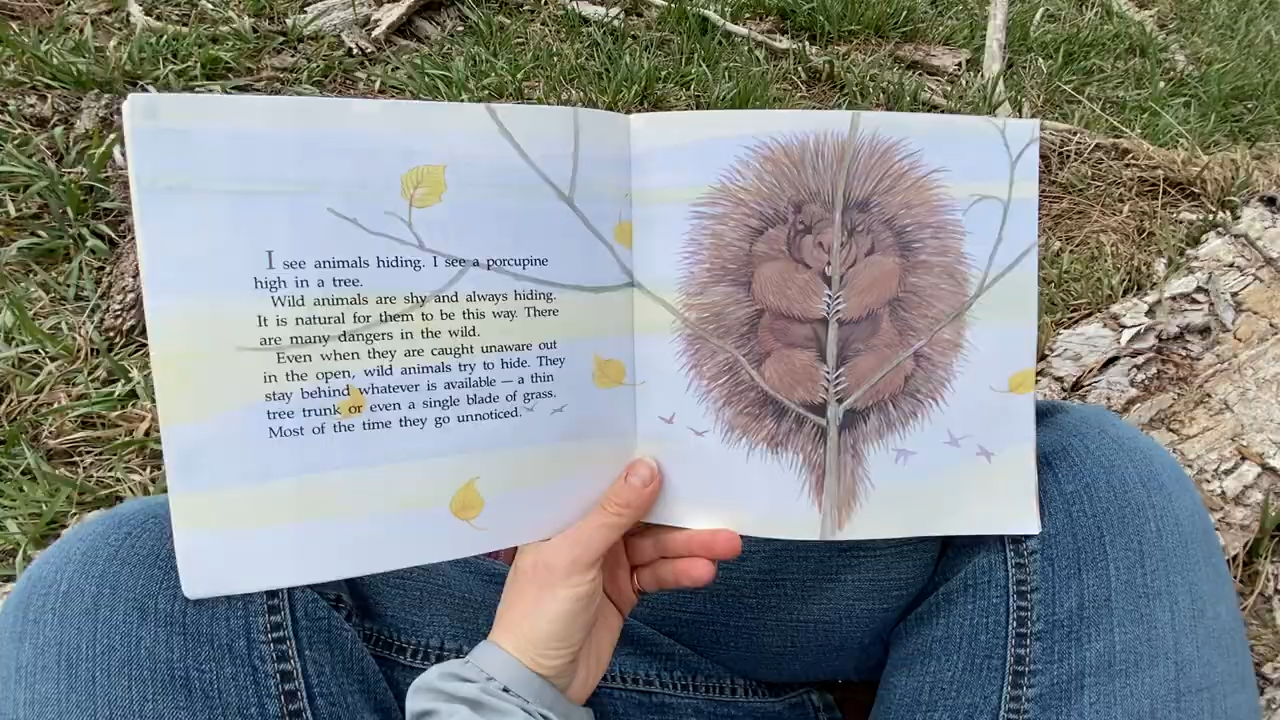 I see animals hiding. I see a porcupine
high in a tree.
Wild animals are shy and always hiding.
It is natural for them to be this way. There
are many dangers in the wild.
Even when they are caught unaware out
in the open, wild animals try to hide. They
stay behind whatever is available — a thin
tree trunk or even a single blade of grass.
Most of the time they go unnoticed.